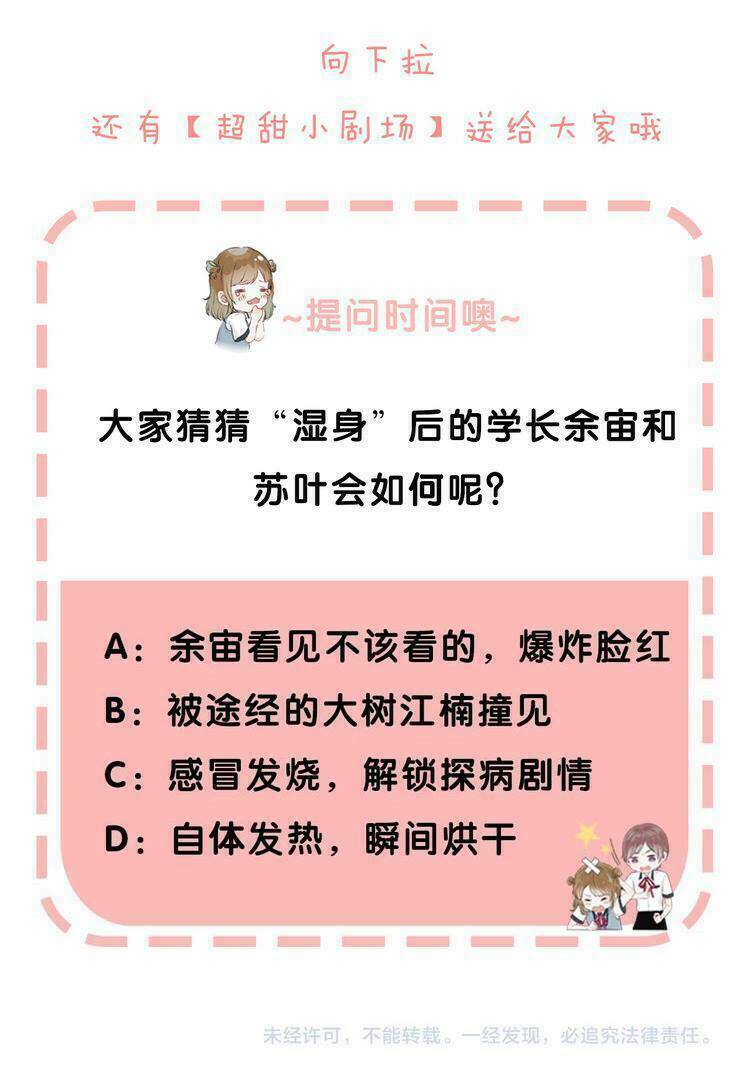 向下拉
还有【超甜小剧场】送给大家哦
~提问时间噢~
大家猜猜“湿身”后的学长余宙和
苏叶会如何呢？
A：余宙看见不该看的，爆炸脸红
B：被途经的大树江楠撞见
C：感冒发烧，解锁探病剧情
D：自体发热，瞬间烘干
未经许可，不能转载。一经发现，必追究法律责任。